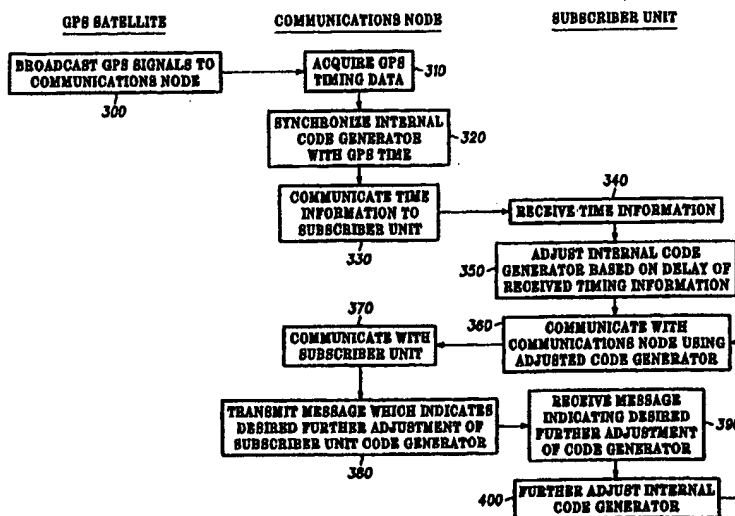 GPS SATELLITE
COMMUNICATIONS NODE
SUBSCRIBER UNIT
BROADCAST GPS SIGNALS TO
COMMUNICATIONS NODE
300
ACQUIRE GPS
TIMING DATA
310
SYNCHRONIZE INTERNAL
CODE GENERATOR
WITH GPS TIME
320
COMMUNICATE TIME
INFORMATION TO
SUBSCRIBER UNIT
330
340
RECEIVE TIME INFORMATION
350
ADJUST INTERNAL CODE
GENERATOR BASED ON DELAY OF
RECEIVED TIMING INFORMATION
360
COMMUNICATE WITH
COMMUNICATIONS NODE USING
ADJUSTED CODE GENERATOR
370
COMMUNICATE WITH
SUBSCRIBER UNIT
TRANSMIT MESSAGE WHICH INDICATES
DESIRED FURTHER ADJUSTMENT OF
SUBSCRIBER UNIT CODE GENERATOR
380
RECEIVE MESSAGE
INDICATING DESIRED
FURTHER ADJUSTMENT
OF CODE GENERATOR
390
400
FURTHER ADJUST INTERNAL
CODE GENERATOR